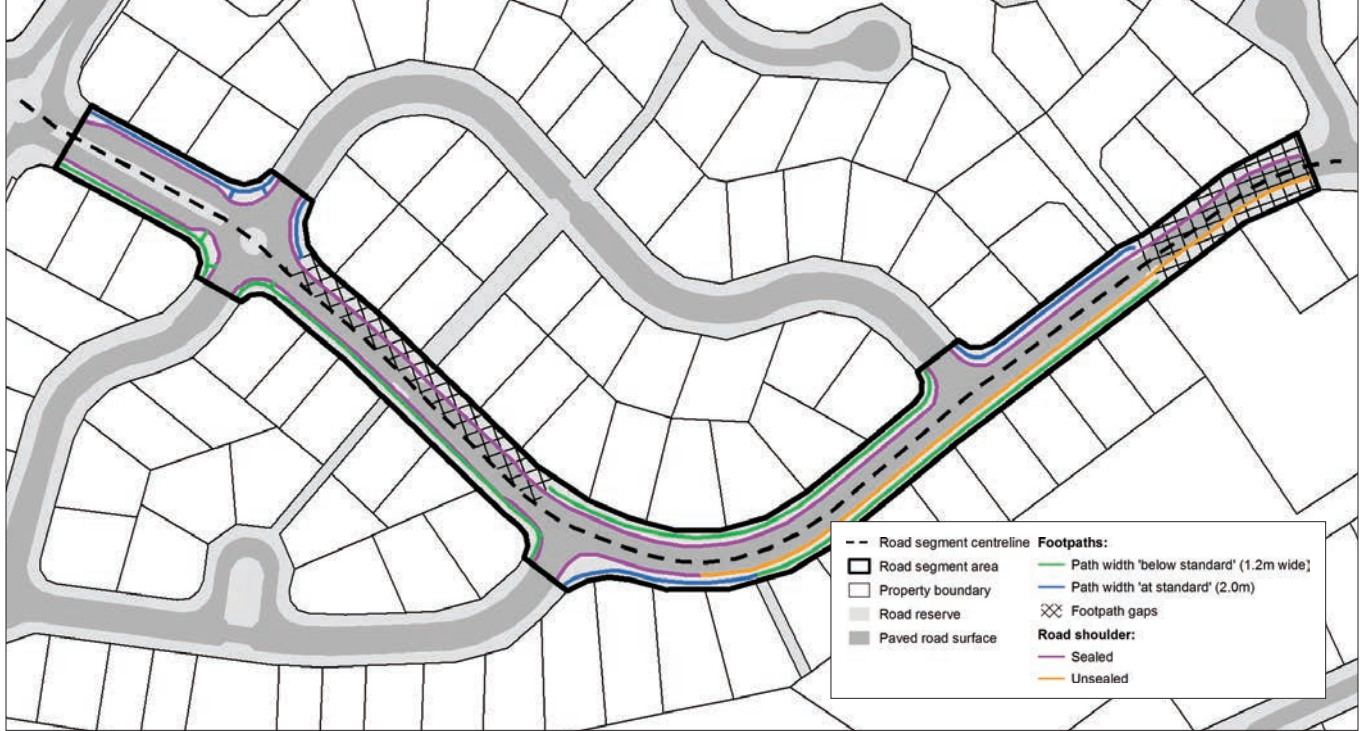 Road segment centreline
Road segment area
Property boundary
Road reserve
Paved road surface
Footpaths:
Path width 'below standard' (1.2m wide)
Path width 'at standard' (2.0m)
Footpath gaps
Road shoulder:
Sealed
Unsealed